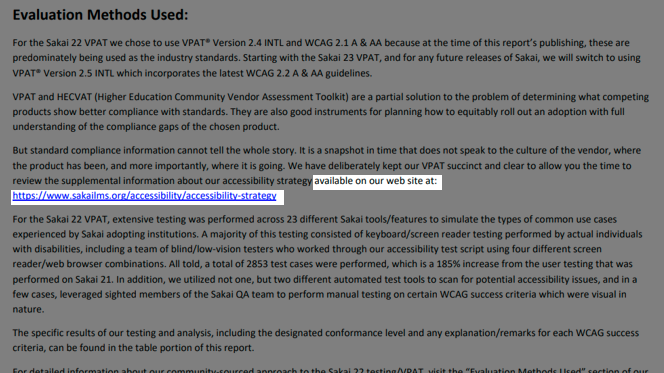 Evaluation Methods Used:
For the Sakai 22 VPAT we chose to use VPAT® Version 2.4 INTL and WCAG 2.1 A & AA because at the time of this report's publishing, these are
predominately being used as the industry standards. Starting with the Sakai 23 VPAT, and for any future releases of Sakai, we will switch to using
VPAT® Version 2.5 INTL which incorporates the latest WCAG 2.2 A & AA guidelines.
VPAT and HECVAT (Higher Education Community Vendor Assessment Toolkit) are a partial solution to the problem of determining what competing
products show better compliance with standards. They are also good instruments for planning how to equitably roll out an adoption with full
understanding of the compliance gaps of the chosen product.
But standard compliance information cannot tell the whole story. It is a snapshot in time that does not speak to the culture of the vendor, where
the product has been, and more importantly, where it is going. We have deliberately kept our VPAT succinct and clear to allow you the time to
review the supplemental information about our accessibility strategy available on our web site at:
https://www.sakailms.org/accessibility/accessibility-strategy
For the Sakai 22 VPAT, extensive testing was performed across 23 different Sakai tools/features to simulate the types of common use cases
experienced by Sakai adopting institutions. A majority of this testing consisted of keyboard/screen reader testing performed by actual individuals
with disabilities, including a team of blind/low-vision testers who worked through our accessibility test script using four different screen
reader/web browser combinations. All told, a total of 2853 test cases were performed, which is a 185% increase from the user testing that was
performed on Sakai 21. In addition, we utilized not one, but two different automated test tools to scan for potential accessibility issues, and in a
few cases, leveraged sighted members of the Sakai QA team to perform manual testing on certain WCAG success criteria which were visual in
nature.
The specific results of our testing and analysis, including the designated conformance level and any explanation/remarks for each WCAG success
criteria, can be found in the table portion of this report.
For detailed information about our community-sourced approach to the Sakai 22 testing/VPAT, visit the "Evaluation Methods Used" section of our